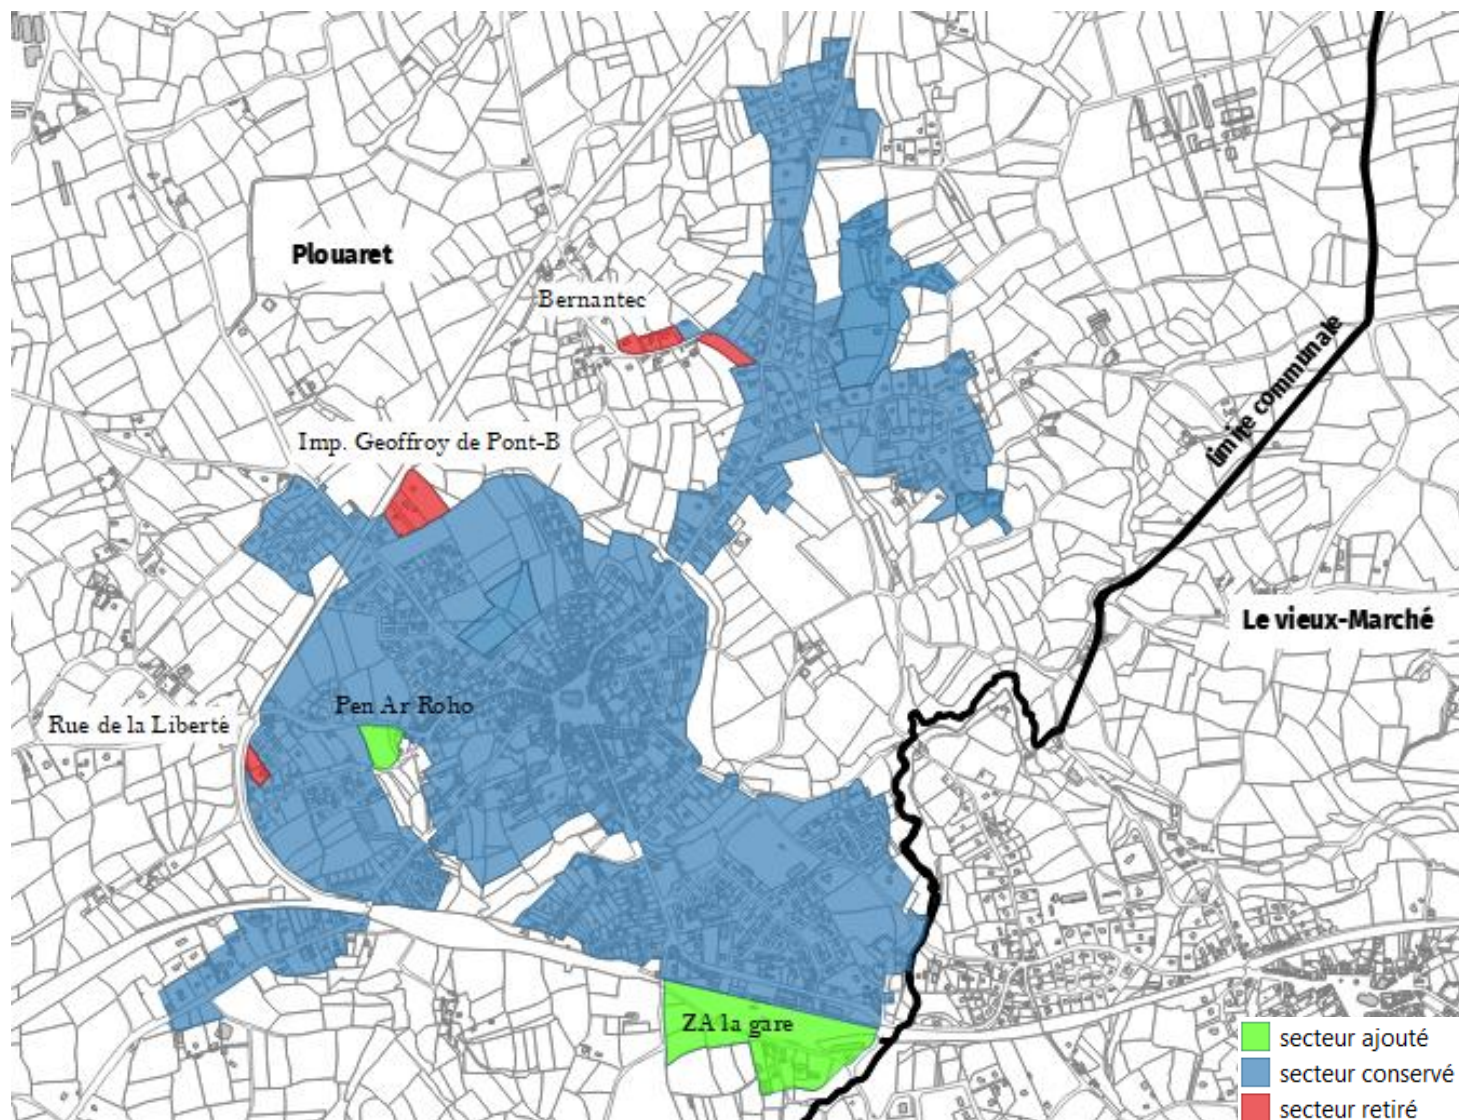 Plouaret
Bernantec
limite communale
Imp. Geoffroy de Pont-B
Le vieux-Marché
Pen Ar Roho
Rue de la Liberté
ZA la gare
secteur ajouté
secteur conservé
secteur retiré